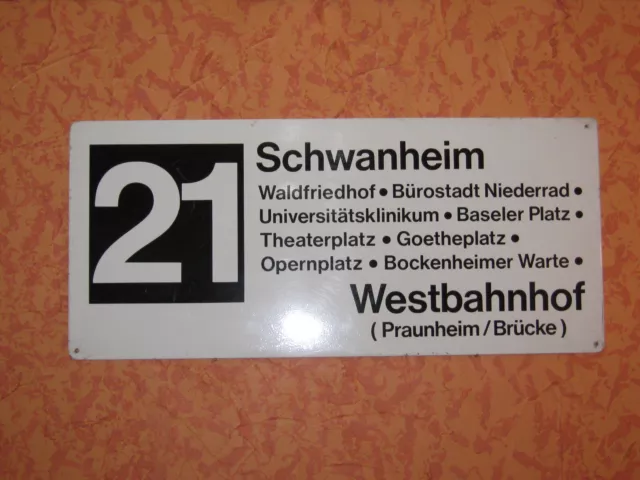 21
Schwanheim
Waldfriedhof • Bürostadt Niederrad •
Universitätsklinikum • Baseler Platz •
Theaterplatz • Goetheplatz •
Opernplatz • Bockenheimer Warte •
Westbahnhof
( Praunheim / Brücke )